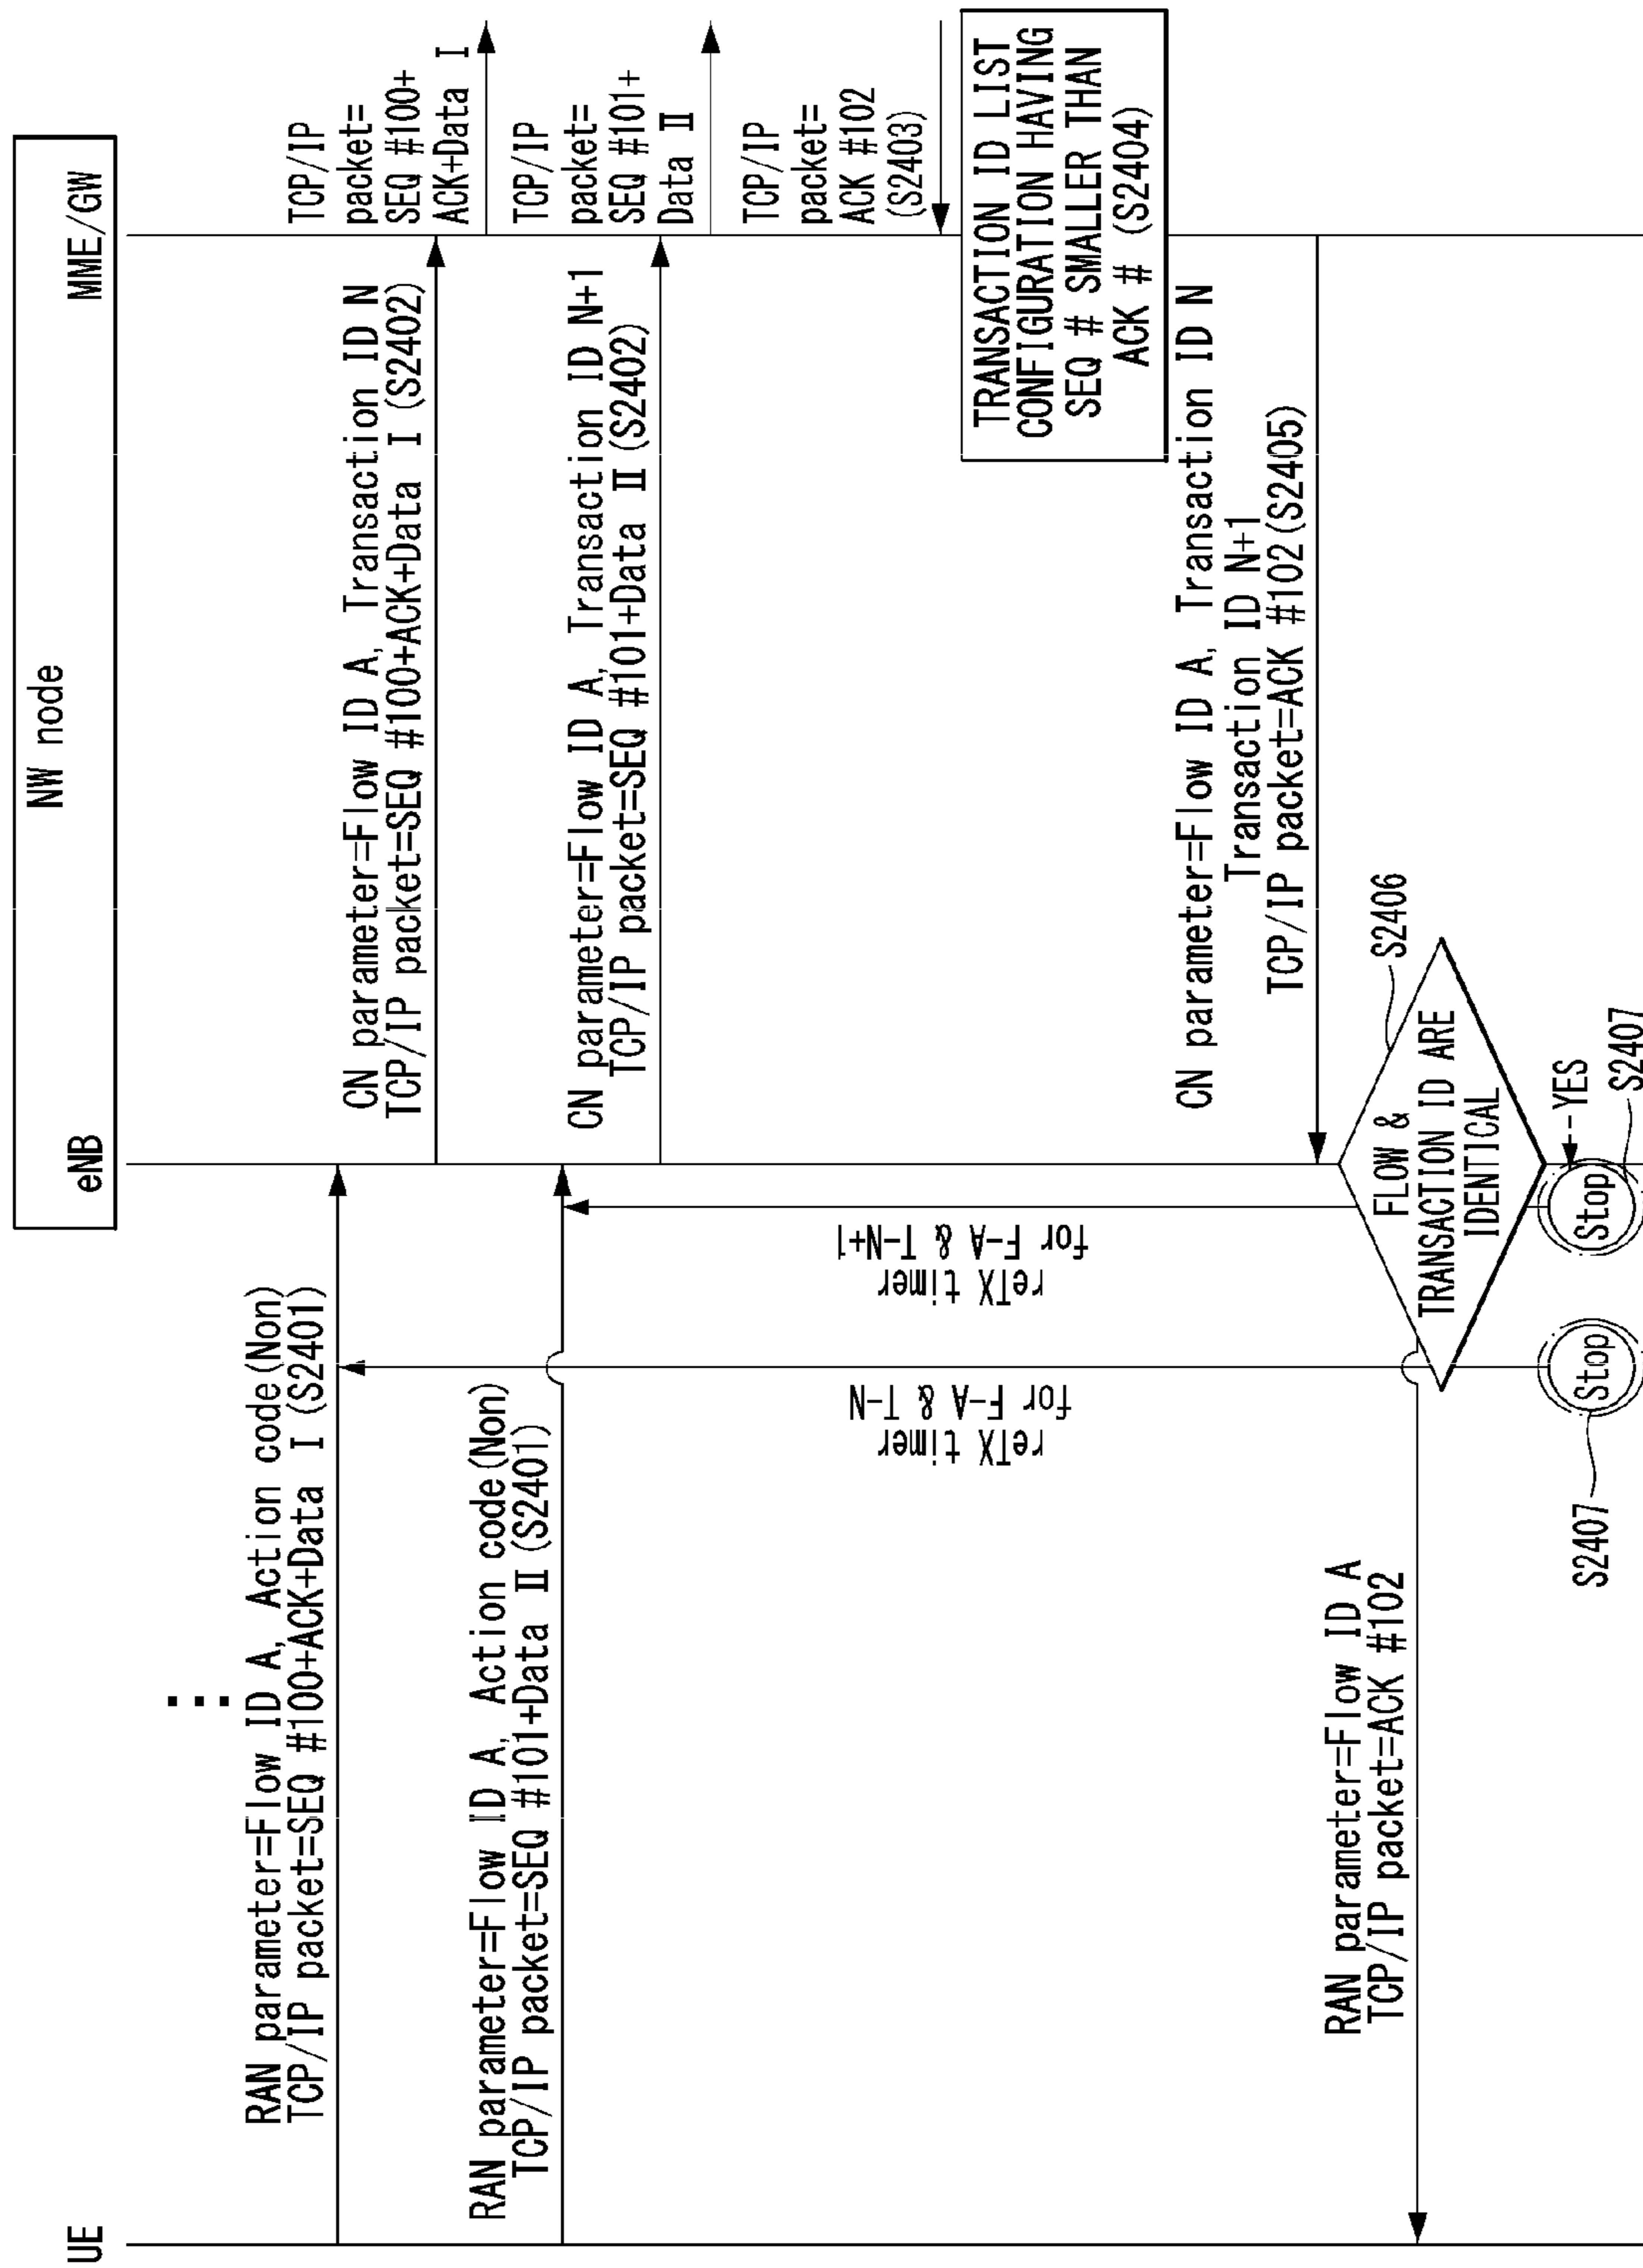 NW node
UE
eNB
MME/GW
RAN parameter=Flow ID A, Action code(Non)
TCP/IP packet=SEQ #100+ACK+Data I (S2401)
CN parameter=Flow ID A, Transaction ID N
TCP/IP packet=SEQ #100+ACK+Data I (S2402)
TCP/IP
packet=
SEQ #100+
ACK+Data I
RAN parameter=Flow ID A, Action code(Non)
TCP/IP packet=SEQ #101+Data II (S2401)
CN parameter=Flow ID A, Transaction ID N+1
TCP/IP packet=SEQ #101+Data II (S2402)
TCP/IP
packet=
SEQ #101+
Data II
TCP/IP
packet=
ACK #102
(S2403)
TRANSACTION ID LIST
CONFIGURATION HAVING
SEQ # SMALLER THAN
ACK # (S2404)
reTX timer
for F-A & T-N
reTX timer
for F-A & T-N+1
CN parameter=Flow ID A, Transaction ID N
Transaction ID N+1
TCP/IP packet=ACK #102(S2405)
RAN parameter=Flow ID A
TCP/IP packet=ACK #102
FLOW &
TRANSACTION ID ARE
IDENTICAL
S2406
YES
S2407
Stop
Stop
S2407